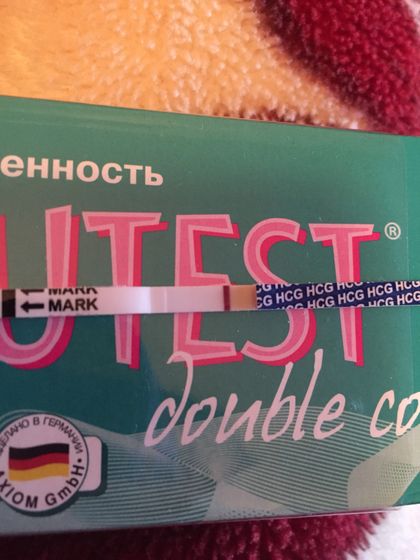 енность
UTEST®
MARK
MARK
HCG HCG HCG HCG HCG
HCG HCG HCG HCG HCG
double co
СДЕЛАНО В ГЕРМАНИИ
AXIOM GmbH